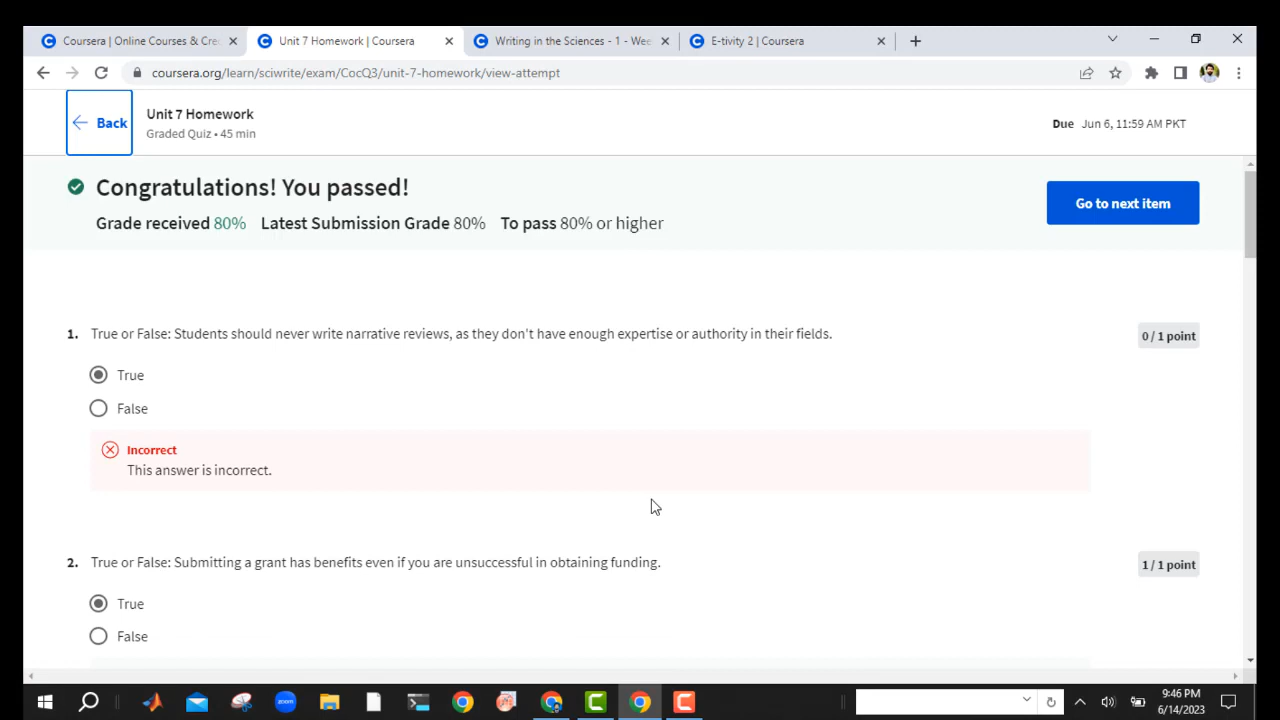 Coursera | Online Courses & Cre
Unit 7 Homework | Coursera
Writing in the Sciences - 1 - Wee
E-tivity 2 | Coursera
coursera.org/learn/sciwrite/exam/CocQ3/unit-7-homework/view-attempt
Back
Unit 7 Homework
Graded Quiz • 45 min
Due Jun 6, 11:59 AM PKT
Congratulations! You passed!
Grade received 80% Latest Submission Grade 80% To pass 80% or higher
Go to next item
1. True or False: Students should never write narrative reviews, as they don't have enough expertise or authority in their fields.
0 / 1 point
True
False
Incorrect
This answer is incorrect.
2. True or False: Submitting a grant has benefits even if you are unsuccessful in obtaining funding.
1 / 1 point
True
False
zoom
9:46 PM
6/14/2023